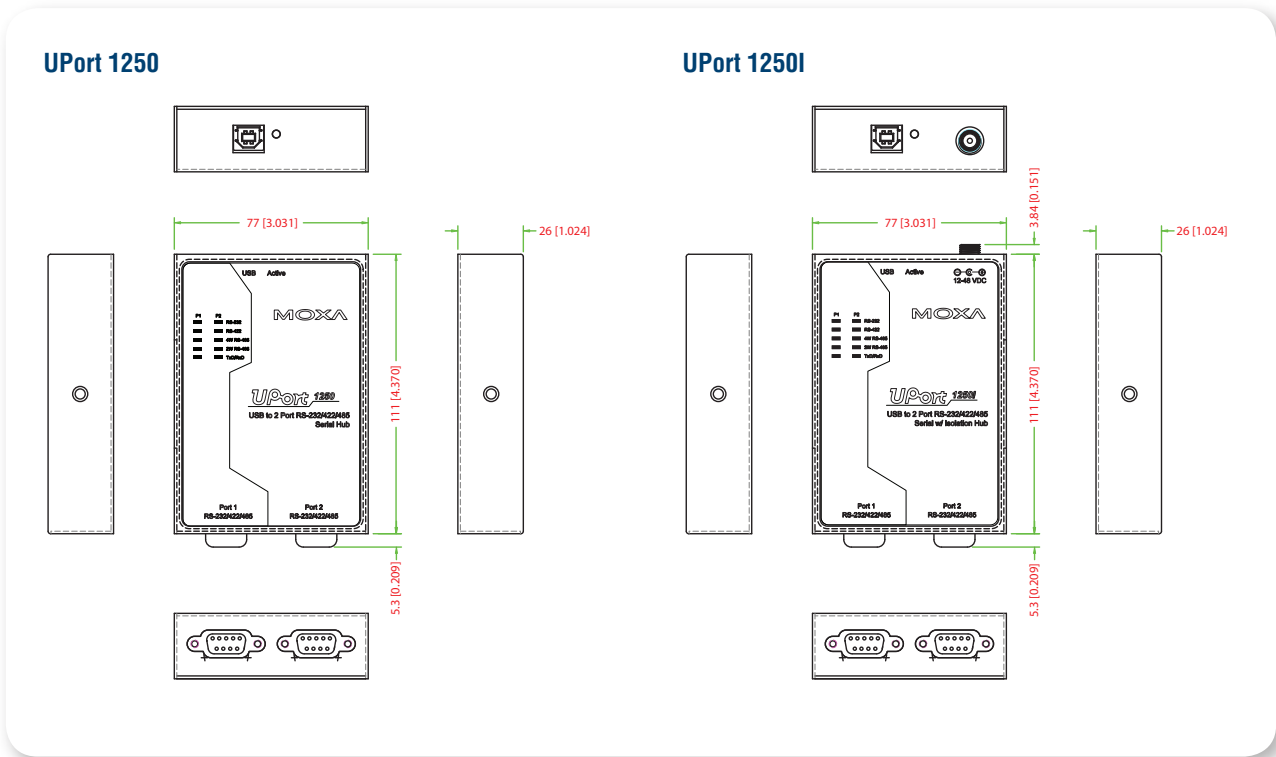 UPort 1250
77 [3.031]
26 [1.024]
USB Active
MOXA
P1 P2
RS-232
RS-422
4W RS-485
2W RS-485
TxD/RxD
111 [4.370]
UPort 1250
USB to 2 Port RS-232/422/485
Serial Hub
Port 1
RS-232/422/485
Port 2
RS-232/422/485
5.3 [0.209]
UPort 1250I
3.84 [0.151]
77 [3.031]
26 [1.024]
USB Active
12-48 VDC
MOXA
P1 P2
RS-232
RS-422
4W RS-485
2W RS-485
TxD/RxD
111 [4.370]
UPort 1250I
USB to 2 Port RS-232/422/485
Serial w/ Isolation Hub
Port 1
RS-232/422/485
Port 2
RS-232/422/485
5.3 [0.209]